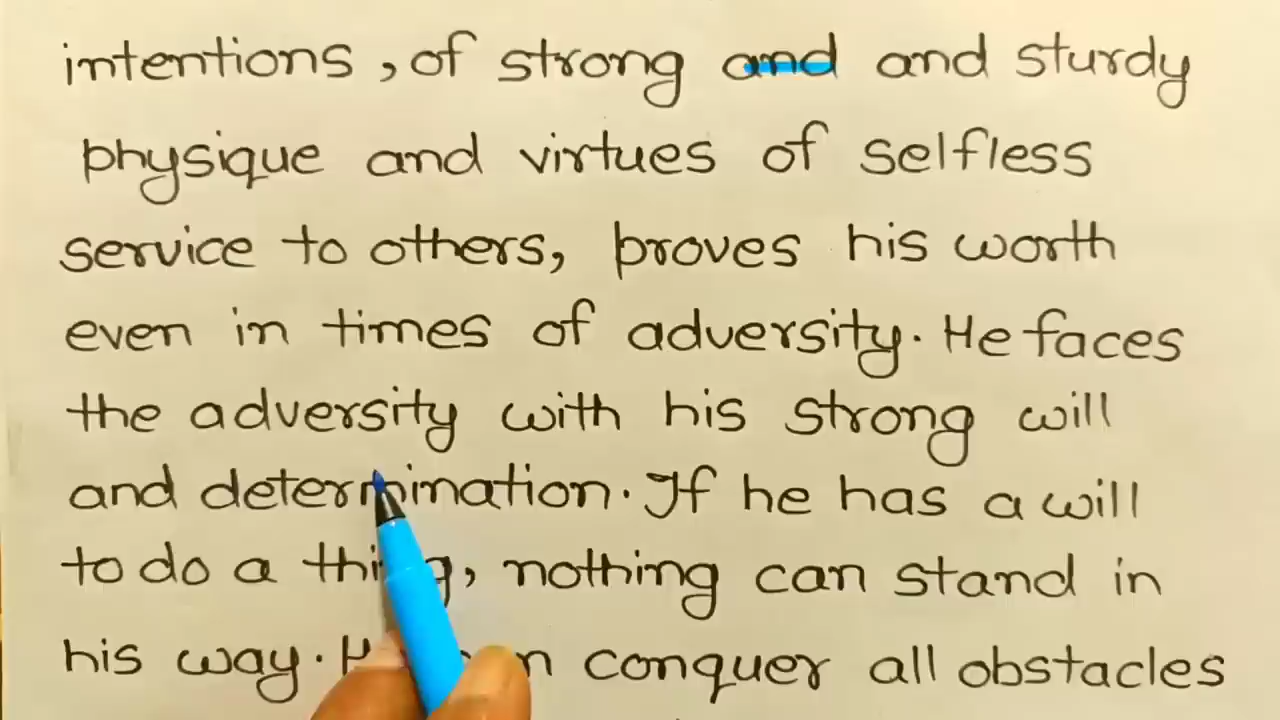 intentions, of strong and and sturdy
physique and virtues of selfless
service to others, proves his worth
even in times of adversity. He faces
the adversity with his strong will
and determination. If he has a will
to do a thing, nothing can stand in
his way. conquer all obstacles